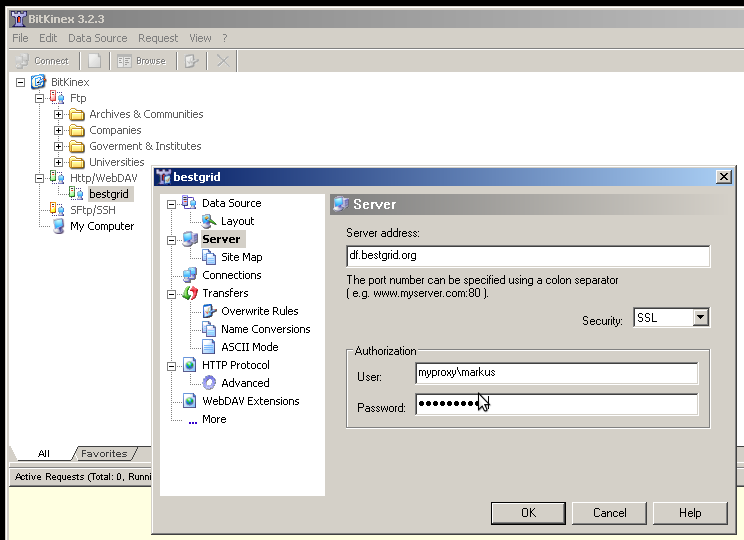 BitKinex 3.2.3
File Edit Data Source Request View ?
Connect Browse
BitKinex
Ftp
Archives & Communities
Companies
Goverment & Institutes
Universities
Http/WebDAV
bestgrid
SFtp/SSH
My Computer
All Favorites
Active Requests (Total: 0, Runni
bestgrid
Data Source
Layout
Server
Site Map
Connections
Transfers
Overwrite Rules
Name Conversions
ASCII Mode
HTTP Protocol
Advanced
WebDAV Extensions
... More
Server
Server address:
df.bestgrid.org
The port number can be specified using a colon separator
( e.g. www.myserver.com:80 ).
Security: SSL
Authorization
User: myproxy\markus
Password:
OK Cancel Help